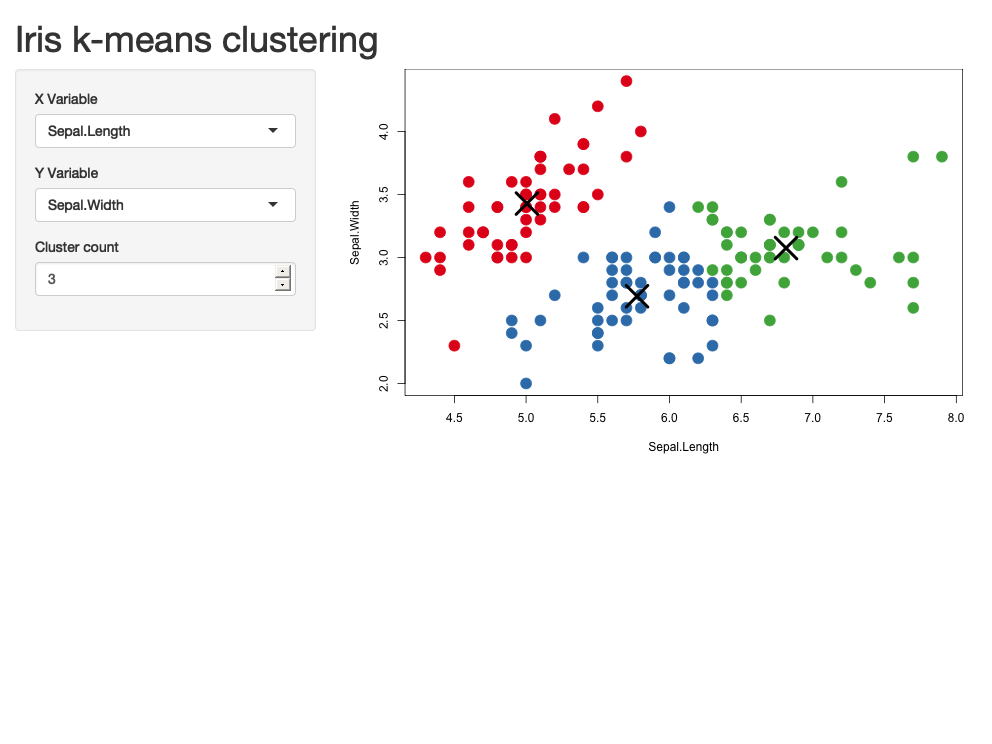 Iris k-means clustering
X Variable
Sepal.Length
Y Variable
Sepal.Width
Cluster count
3
Sepal.Width
4.0
3.5
3.0
2.5
2.0
4.5 5.0 5.5 6.0 6.5 7.0 7.5 8.0
Sepal.Length